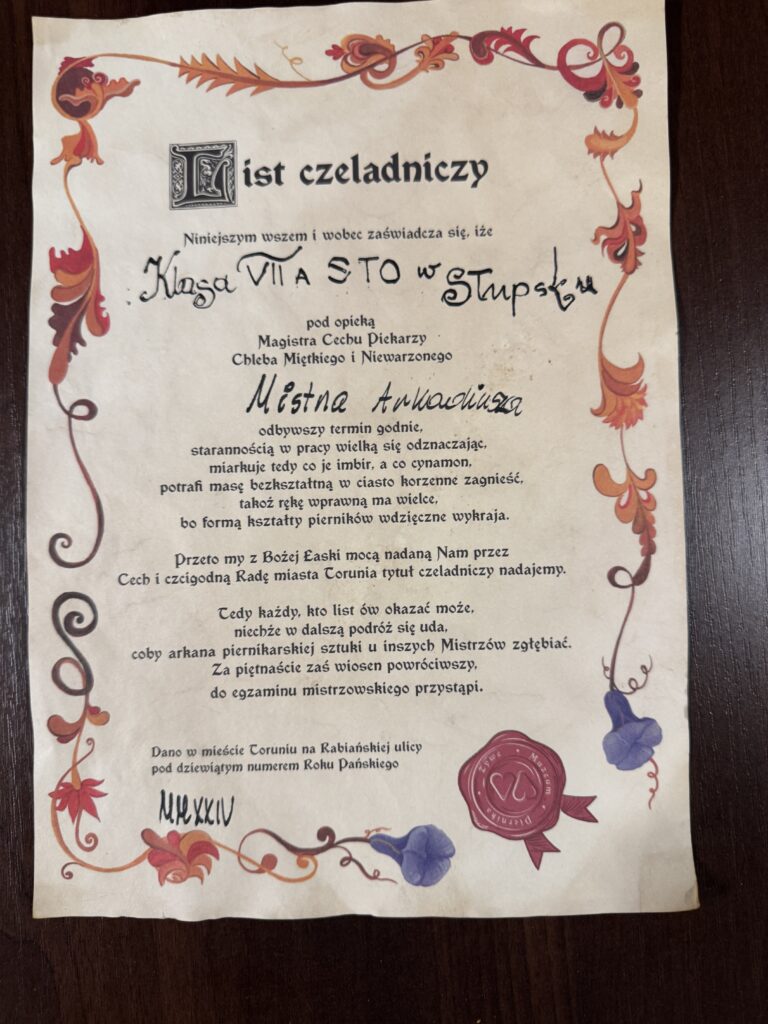 List czeladniczy
Niniejszym wszem i wobec zaświadcza się, iże
Klasa VII A STO w Słupsku
pod opieką
Magistra Cechu Piekarzy
Chleba Miętkiego i Niewarzonego
Mistna Arkadiusza
odbywszy termin godnie,
starannością w pracy wielką się odznaczając,
miarkuje tedy co je imbir, a co cynamon,
potrafi masę bezkształtną w ciasto korzenne zagnieść,
takoż rękę wprawną ma wielce,
bo formą kształty pierników wdzięczne wykraja.
Przeto my z Bożej Łaski mocą nadaną Nam przez
Cech i czcigodną Radę miasta Torunia tytuł czeladniczy nadajemy.
Tedy każdy, kto list ów okazać może,
niechże w dalszą podróż się uda,
coby arkana piernikarskiej sztuki u inszych Mistrzów zgłębiać.
Za piętnaście zaś wiosen powróciwszy,
do egzaminu mistrzowskiego przystąpi.
Dano w mieście Toruniu na Rabiańskiej ulicy
pod dziewiątym numerem Roku Pańskiego
MMXXIV
Żywe Muzeum Piernika